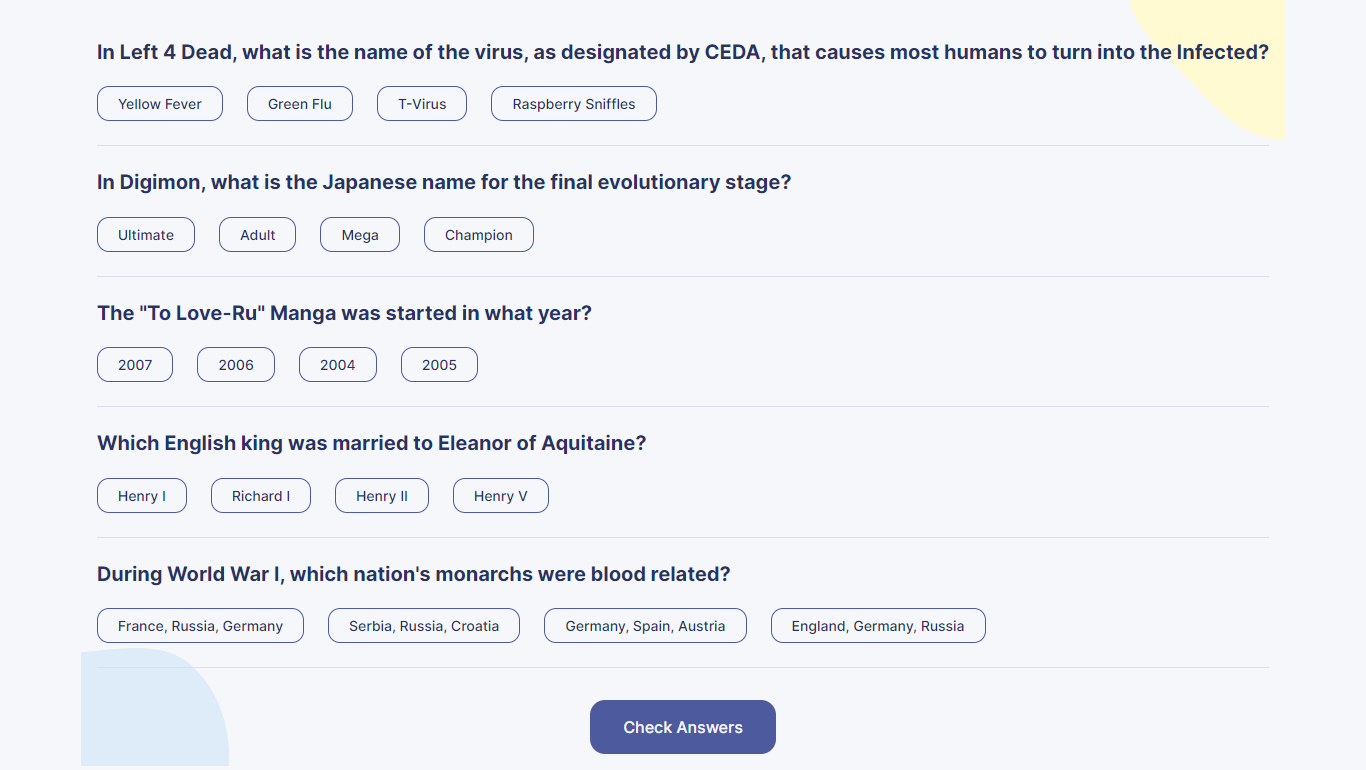 In Left 4 Dead, what is the name of the virus, as designated by CEDA, that causes most humans to turn into the Infected?
Yellow Fever Green Flu T-Virus Raspberry Sniffles
In Digimon, what is the Japanese name for the final evolutionary stage?
Ultimate Adult Mega Champion
The "To Love-Ru" Manga was started in what year?
2007 2006 2004 2005
Which English king was married to Eleanor of Aquitaine?
Henry I Richard I Henry II Henry V
During World War I, which nation's monarchs were blood related?
France, Russia, Germany Serbia, Russia, Croatia Germany, Spain, Austria England, Germany, Russia
Check Answers